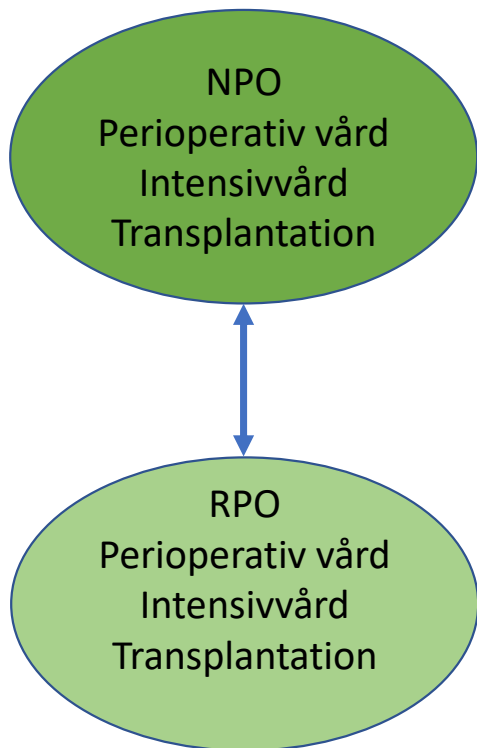 NPO
Perioperativ vård
Intensivvård
Transplantation
RPO
Perioperativ vård
Intensivvård
Transplantation